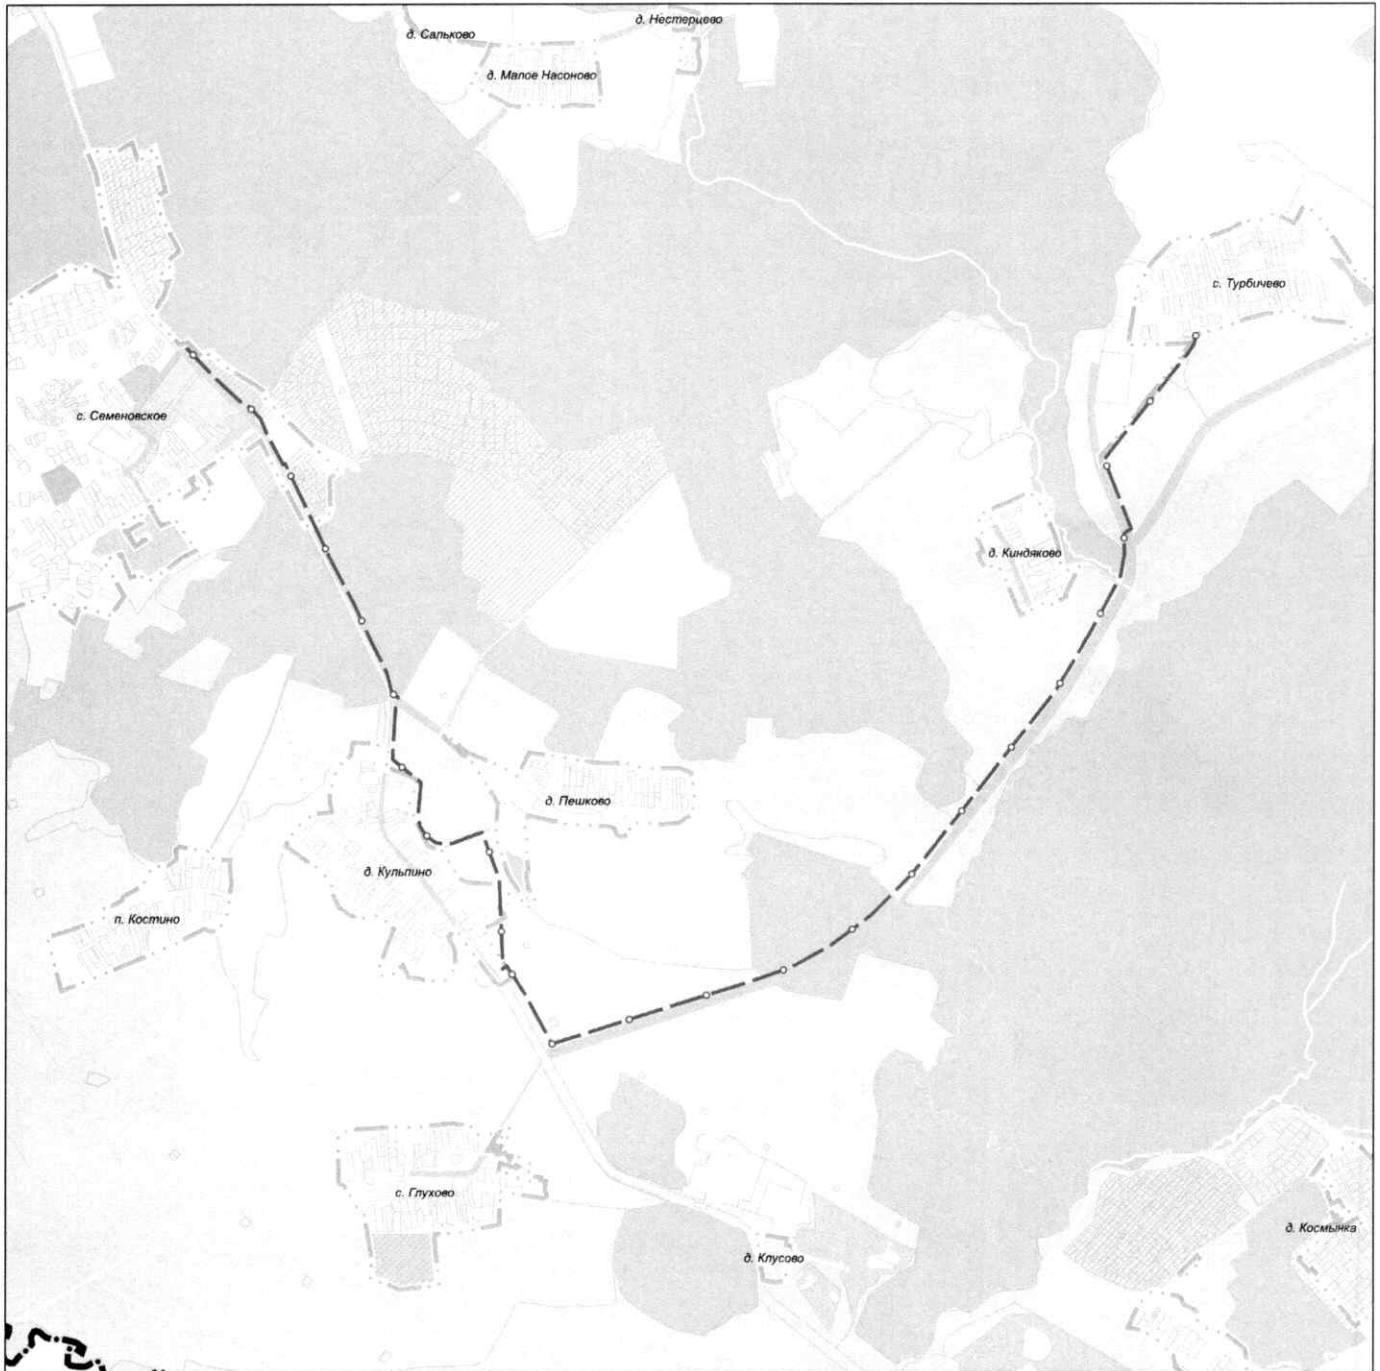 д. Нестерцево
д. Сальково
д. Малое Насоново
с. Турбичево
с. Семеновское
д. Киндяково
д. Пешково
д. Кульпино
п. Костино
с. Глухово
д. Космынка
д. Клусово